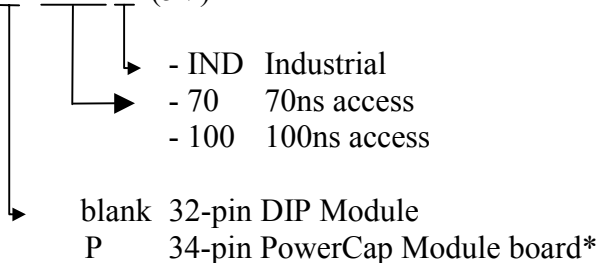 - IND Industrial
- 70 70ns access
- 100 100ns access
blank 32-pin DIP Module
P 34-pin PowerCap Module board*